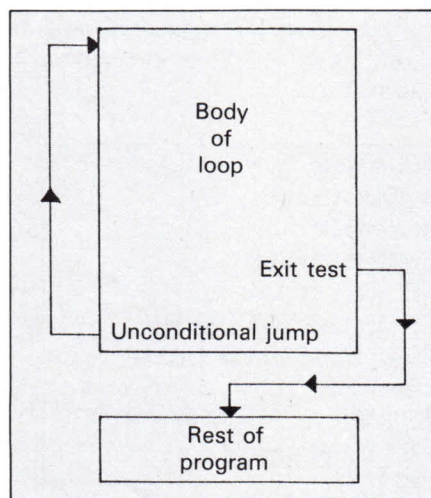 Body
of
loop
Exit test
Unconditional jump
Rest of
program